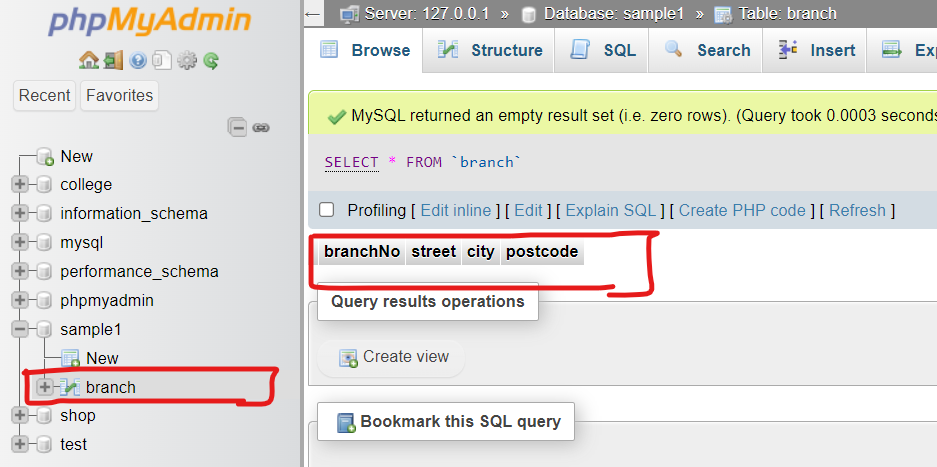 phpMyAdmin
Recent Favorites
New
college
information_schema
mysql
performance_schema
phpmyadmin
sample1
New
branch
shop
test
Server: 127.0.0.1 » Database: sample1 » Table: branch
Browse Structure SQL Search Insert
MySQL returned an empty result set (i.e. zero rows). (Query took 0.0003 seconds
SELECT * FROM `branch`
Profiling [ Edit inline ] [ Edit ] [ Explain SQL ] [ Create PHP code ] [ Refresh ]
branchNo street city postcode
Query results operations
Create view
Bookmark this SQL query